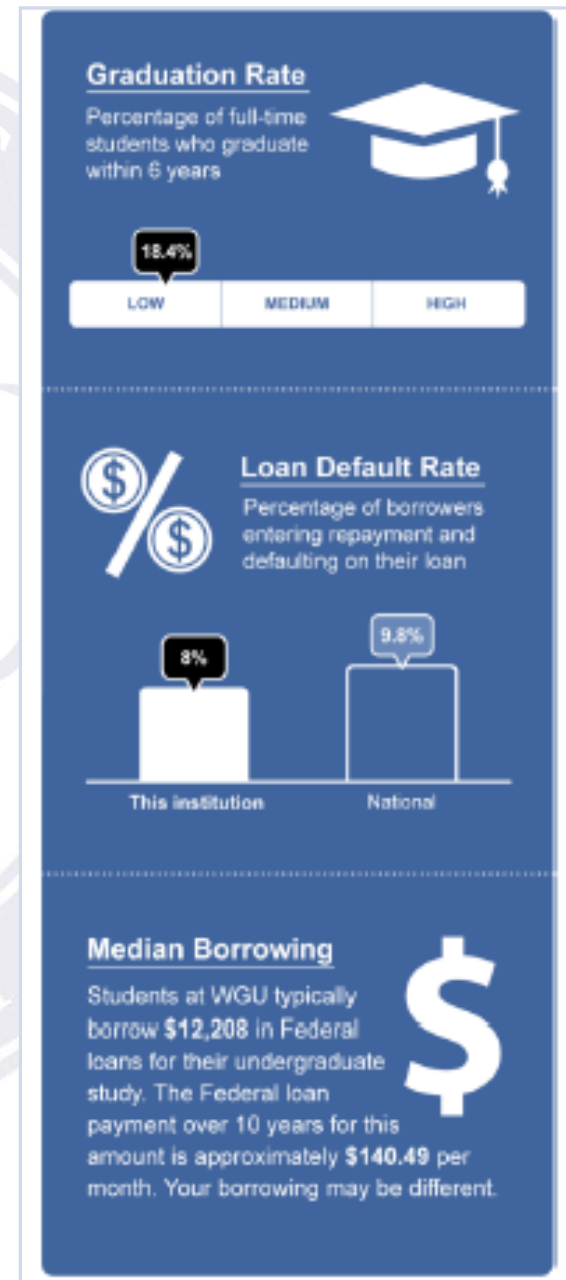 Graduation Rate
Percentage of full-time
students who graduate
within 6 years
18.4%
LOW MEDIUM HIGH
$
$
Loan Default Rate
Percentage of borrowers
entering repayment and
defaulting on their loan
8%
9.8%
This institution National
Median Borrowing
$
Students at WGU typically
borrow $12,208 in Federal
loans for their undergraduate
study. The Federal loan
payment over 10 years for this
amount is approximately $140.49 per
month. Your borrowing may be different.